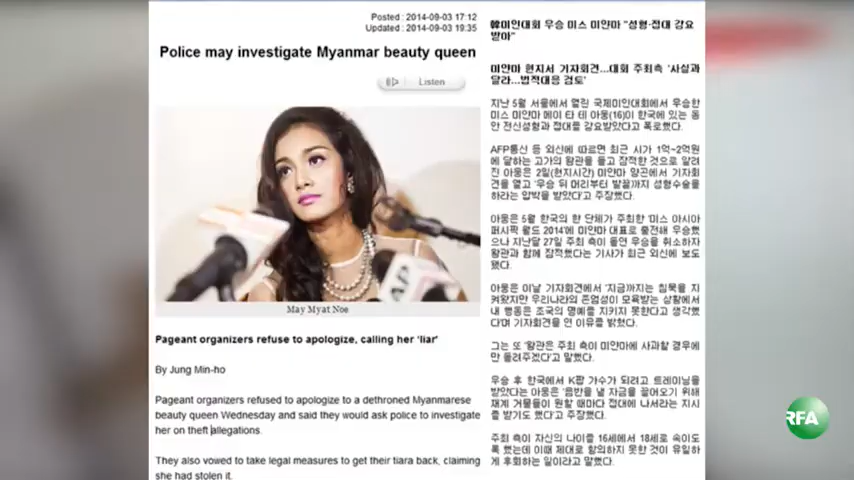 Posted : 2014-09-03 17:12
Updated : 2014-09-03 19:35
Police may investigate Myanmar beauty queen
Listen
AP
May Myat Noe
Pageant organizers refuse to apologize, calling her 'liar'
By Jung Min-ho
Pageant organizers refused to apologize to a dethroned Myanmarese
beauty queen Wednesday and said they would ask police to investigate
her on theft allegations.
They also vowed to take legal measures to get their tiara back, claiming
she had stolen it.
韓미인대회 우승 미스 미얀마 "성형·접대 강요
받아"
미얀마 현지서 기자회견...대회 주최측 '사실과
달라...법적대응 검토'
지난 5월 서울에서 열린 국제미인대회에서 우승한
미스 미얀마 메이 타 테 아웅(16)이 한국에 있는 동
안 전신성형과 접대를 강요받았다고 폭로했다.
AFP통신 등 외신에 따르면 최근 시가 1억~2억원
에 달하는 고가의 왕관을 들고 잠적한 것으로 알려
진 아웅은 2일(현지시간) 미얀마 양곤에서 기자회
견을 열고 '우승 뒤 머리부터 발끝까지 성형수술을
하라는 압박을 받았다'고 주장했다.
아웅은 5월 한국의 한 단체가 주최한 '미스 아시아
퍼시픽 월드 2014'에 미얀마 대표로 출전해 우승했
으나 지난달 27일 주최 측이 돌연 우승을 취소하자
왕관과 함께 잠적했다는 기사가 최근 외신에 보도
됐다.
아웅은 이날 기자회견에서 '지금까지는 침묵을 지
켜왔지만 우리나라의 존엄성이 모욕받는 상황에서
내 행동은 조국의 명예를 지키지 못한다고 생각했
다'며 기자회견을 연 이유를 밝혔다.
그는 또 '왕관은 주최 측이 미얀마에 사과할 경우에
만 돌려주겠다'고 말했다.
우승 후 한국에서 K팝 가수가 되려고 트레이닝을
받았다는 아웅은 '음반을 낼 자금을 끌어오기 위해
재계 거물들이 원할 때마다 접대에 나서라는 지시
를 받기도 했다'고 주장했다.
주최 측이 자신의 나이를 16세에서 18세로 속이도
록 했는데 이때 제대로 항의하지 못한 것이 유일하
게 후회하는 일이라고 말했다.
RFA